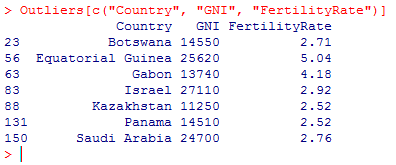 > Outliers[c("Country", "GNI", "FertilityRate")]
Country GNI FertilityRate
23 Botswana 14550 2.71
56 Equatorial Guinea 25620 5.04
63 Gabon 13740 4.18
83 Israel 27110 2.92
88 Kazakhstan 11250 2.52
131 Panama 14510 2.52
150 Saudi Arabia 24700 2.76
>